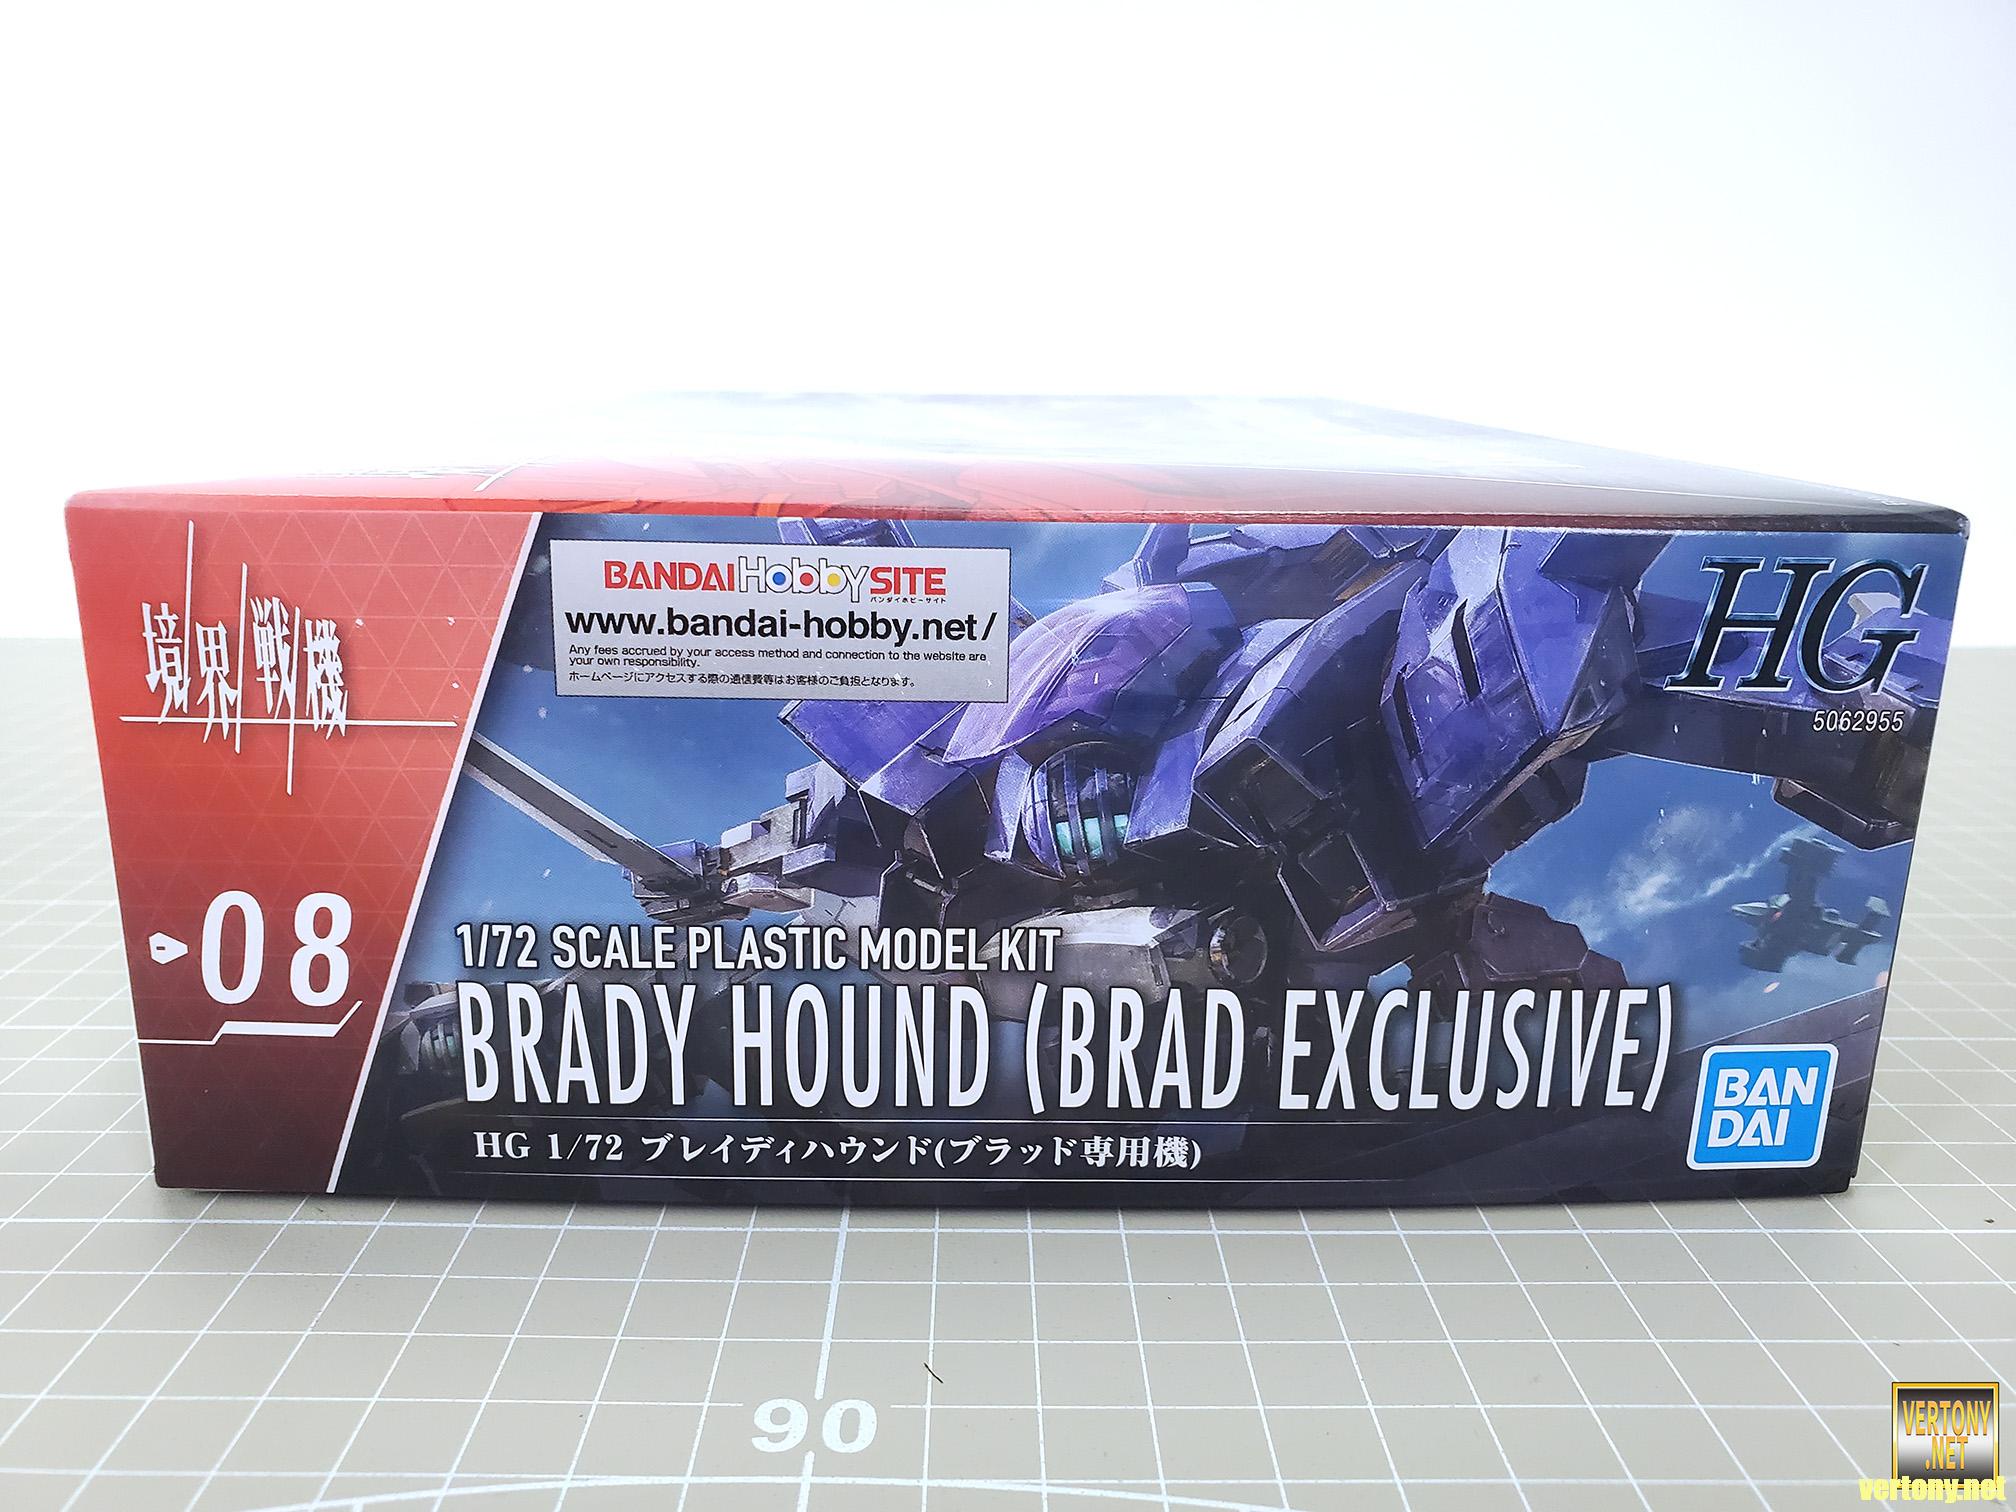 境界戦機
08
BANDAI HobbySITE
バンダイホビーサイト
www.bandai-hobby.net/
Any fees accrued by your access method and connection to the website are
your own responsibility.
ホームページにアクセスする際の通信費等はお客様のご負担となります。
HG
5062955
1/72 SCALE PLASTIC MODEL KIT
BRADY HOUND (BRAD EXCLUSIVE)
HG 1/72 ブレイディハウンド(ブラッド専用機)
BAN
DAI
90
VERTONY
.NET
vertony.net